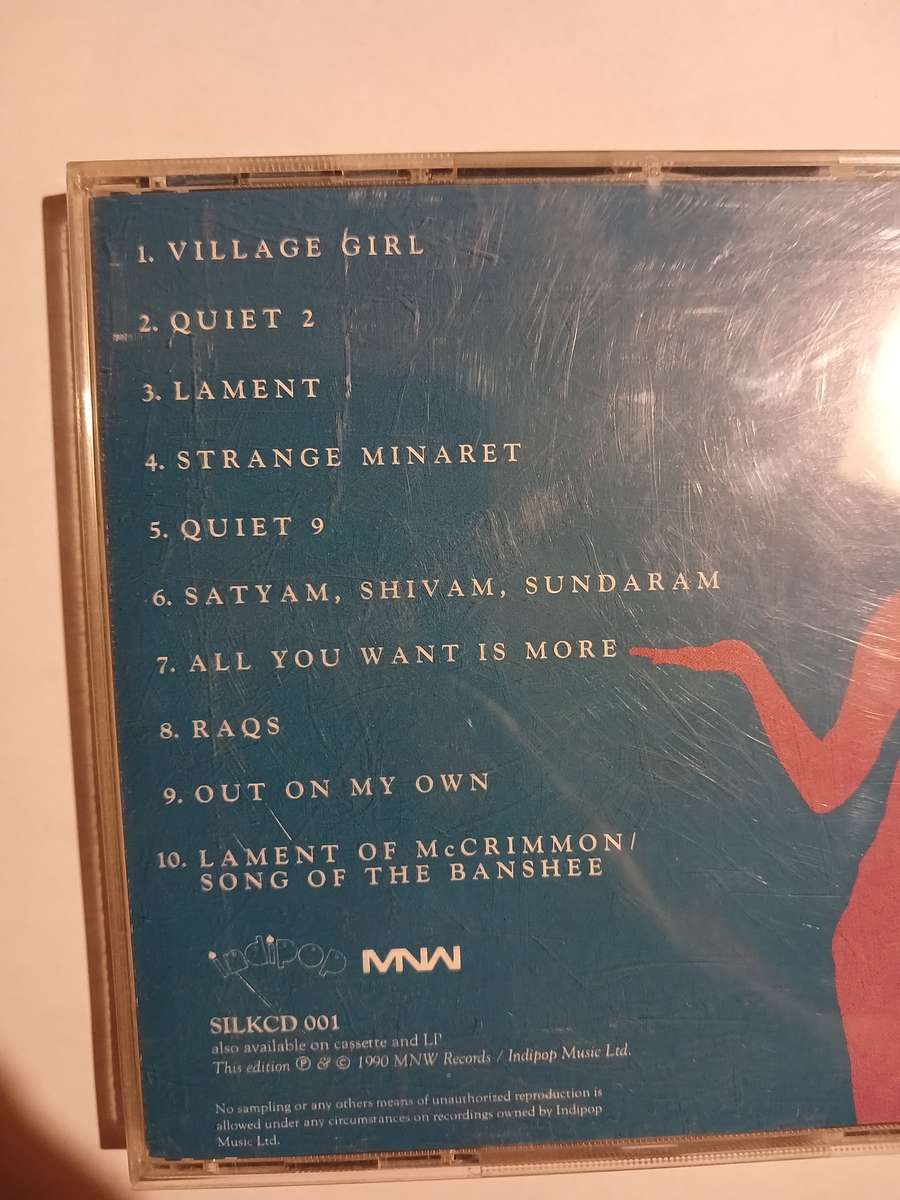 1. VILLAGE GIRL
2. QUIET 2
3. LAMENT
4. STRANGE MINARET
5. QUIET 9
6. SATYAM, SHIVAM, SUNDARAM
7. ALL YOU WANT IS MORE
8. RAQS
9. OUT ON MY OWN
10. LAMENT OF McCRIMMON/
SONG OF THE BANSHEE
indipop MNW
SILKCD 001
also available on cassette and LP
This edition ℗ & © 1990 MNW Records / Indipop Music Ltd.
No sampling or any others means of unauthorized reproduction is
allowed under any circumstances on recordings owned by Indipop
Music Ltd.